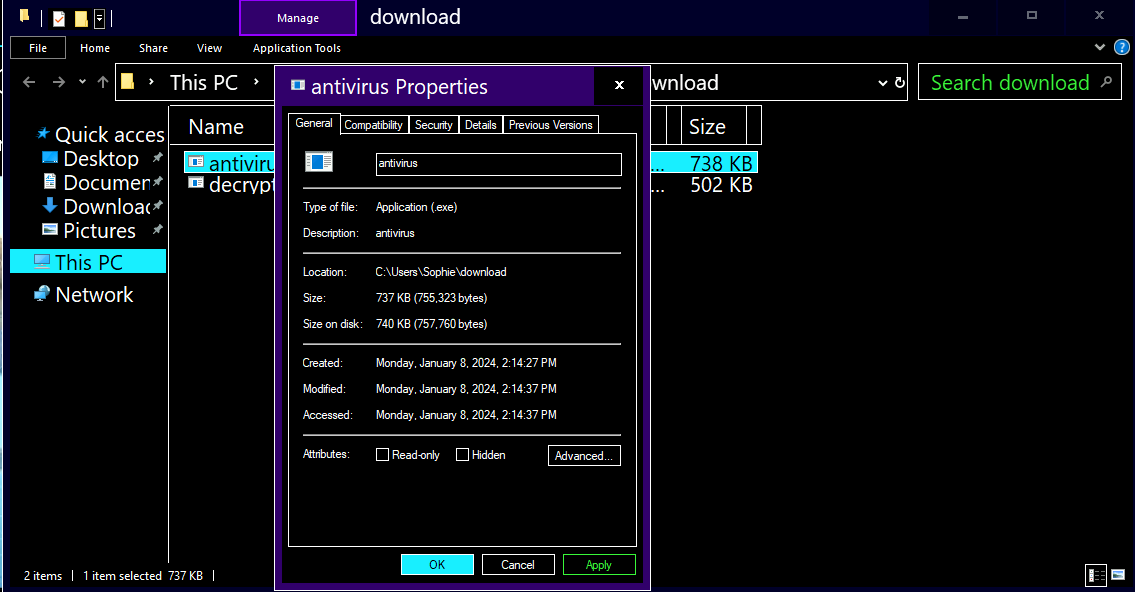 Manage download
File Home Share View Application Tools
This PC wnload Search download
antivirus Properties
Name Size
General Compatibility Security Details Previous Versions
Quick acces
Desktop
Documen
Downloac
Pictures
This PC
Network
antiviru ... 738 KB
decrypt ... 502 KB
antivirus
Type of file: Application (.exe)
Description: antivirus
Location: C:\Users\Sophie\download
Size: 737 KB (755,323 bytes)
Size on disk: 740 KB (757,760 bytes)
Created: Monday, January 8, 2024, 2:14:27 PM
Modified: Monday, January 8, 2024, 2:14:37 PM
Accessed: Monday, January 8, 2024, 2:14:37 PM
Attributes: Read-only Hidden Advanced...
OK Cancel Apply
2 items 1 item selected 737 KB